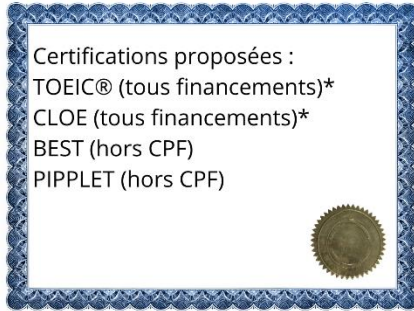 Certifications proposées :
TOEIC® (tous financements)*
CLOE (tous financements)*
BEST (hors CPF)
PIPPLET (hors CPF)